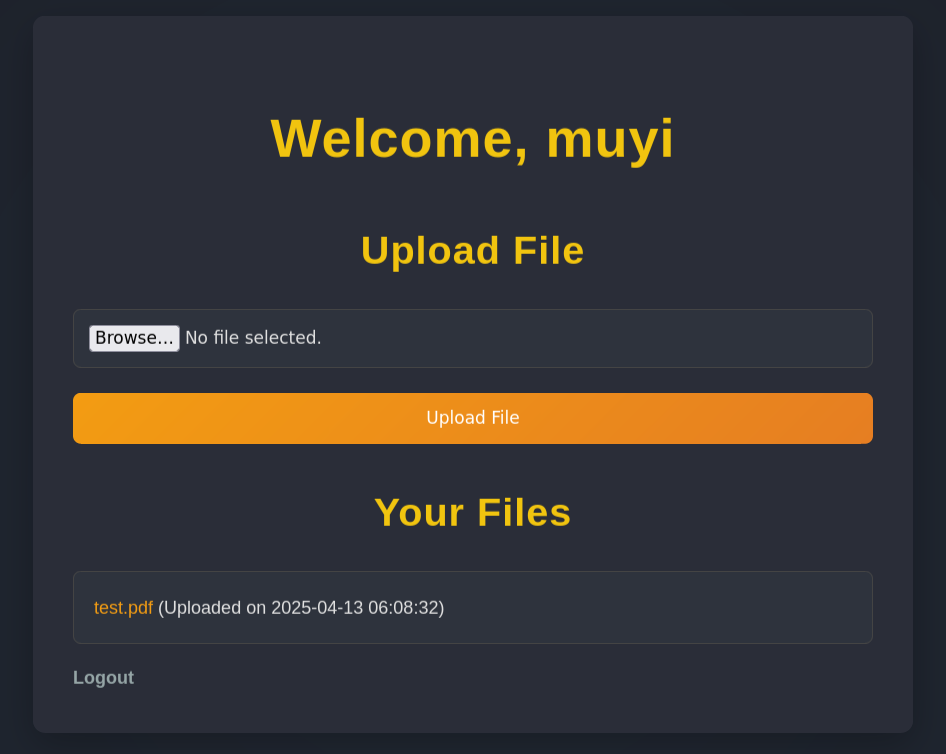 Welcome, muyi
Upload File
Browse... No file selected.
Upload File
Your Files
test.pdf (Uploaded on 2025-04-13 06:08:32)
Logout